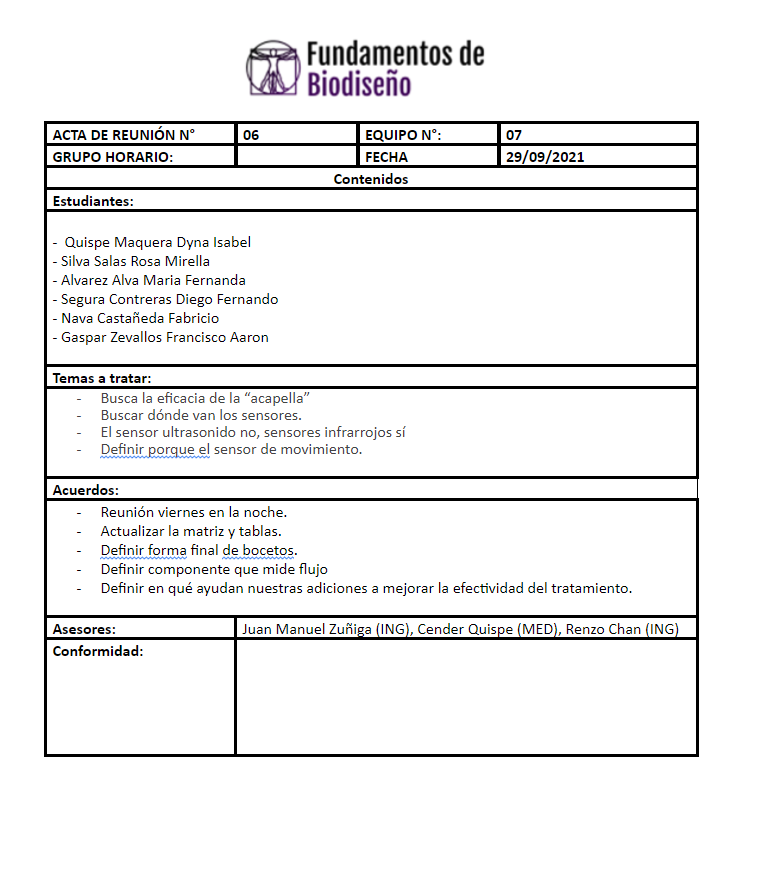 Fundamentos de
Biodiseño
ACTA DE REUNIÓN N° 06 EQUIPO N°: 07
GRUPO HORARIO: FECHA 29/09/2021
Contenidos
Estudiantes:
- Quispe Maquera Dyna Isabel
- Silva Salas Rosa Mirella
- Alvarez Alva Maria Fernanda
- Segura Contreras Diego Fernando
- Nava Castañeda Fabricio
- Gaspar Zevallos Francisco Aaron
Temas a tratar:
- Busca la eficacia de la “acapella”
- Buscar dónde van los sensores.
- El sensor ultrasonido no, sensores infrarrojos sí
- Definir porque el sensor de movimiento.
Acuerdos:
- Reunión viernes en la noche.
- Actualizar la matriz y tablas.
- Definir forma final de bocetos.
- Definir componente que mide flujo
- Definir en qué ayudan nuestras adiciones a mejorar la efectividad del tratamiento.
Asesores: Juan Manuel Zuñiga (ING), Cender Quispe (MED), Renzo Chan (ING)
Conformidad: